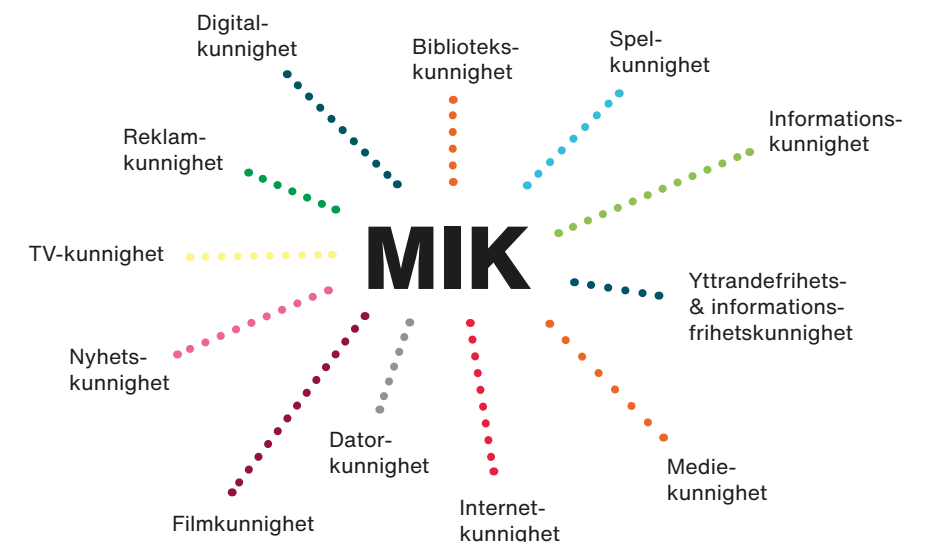 Digital-
kunnighet
Biblioteks-
kunnighet
Spel-
kunnighet
Informations-
kunnighet
Reklam-
kunnighet
TV-kunnighet
MIK
Yttrandefrihets-
& informations-
frihetskunnighet
Nyhets-
kunnighet
Dator-
kunnighet
Medie-
kunnighet
Internet-
kunnighet
Filmkunnighet